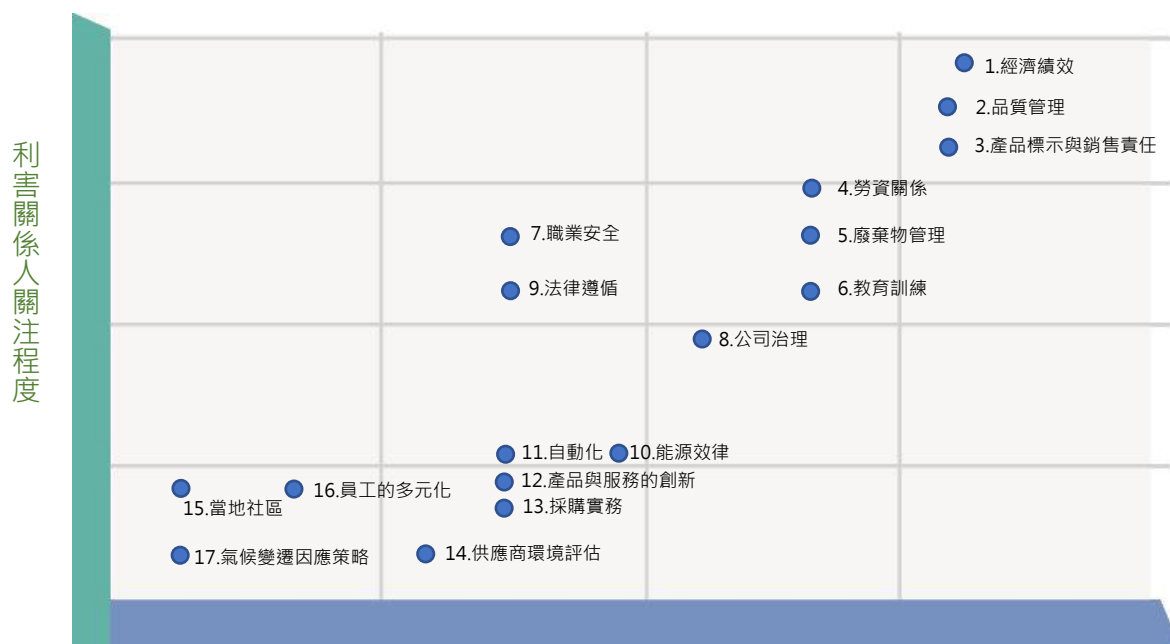 利害關係人關注程度
1.經濟績效
2.品質管理
3.產品標示與銷售責任
4.勞資關係
7.職業安全
5.廢棄物管理
9.法律遵循
6.教育訓練
8.公司治理
11.自動化
10.能源效律
12.產品與服務的創新
16.員工的多元化
15.當地社區
13.採購實務
17.氣候變遷因應策略
14.供應商環境評估